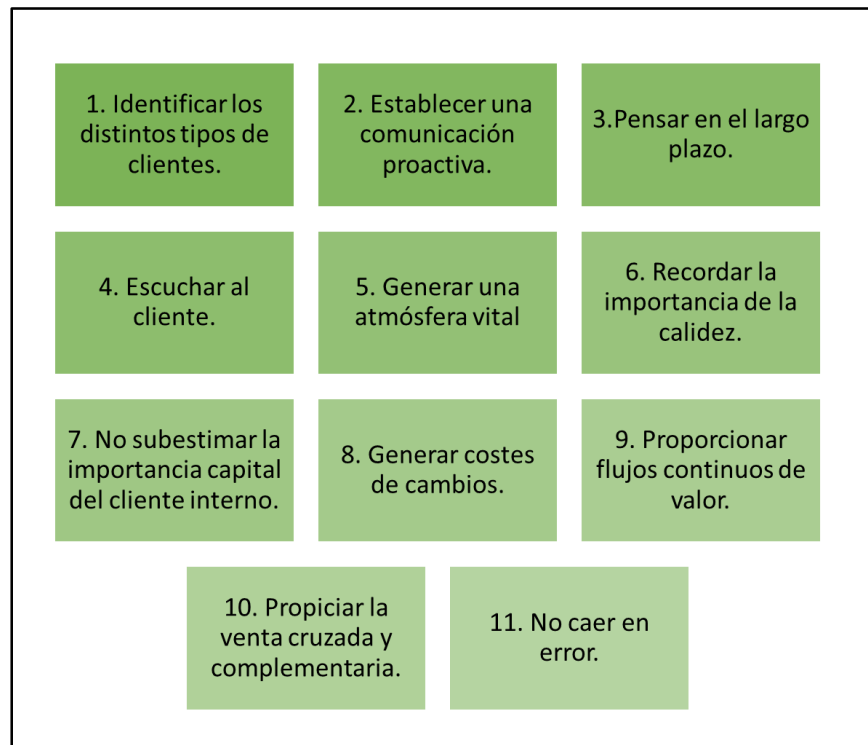 1. Identificar los
distintos tipos de
clientes.
2. Establecer una
comunicación
proactiva.
3.Pensar en el largo
plazo.
4. Escuchar al
cliente.
5. Generar una
atmósfera vital
6. Recordar la
importancia de la
calidez.
7. No subestimar la
importancia capital
del cliente interno.
8. Generar costes
de cambios.
9. Proporcionar
flujos continuos de
valor.
10. Propiciar la
venta cruzada y
complementaria.
11. No caer en
error.